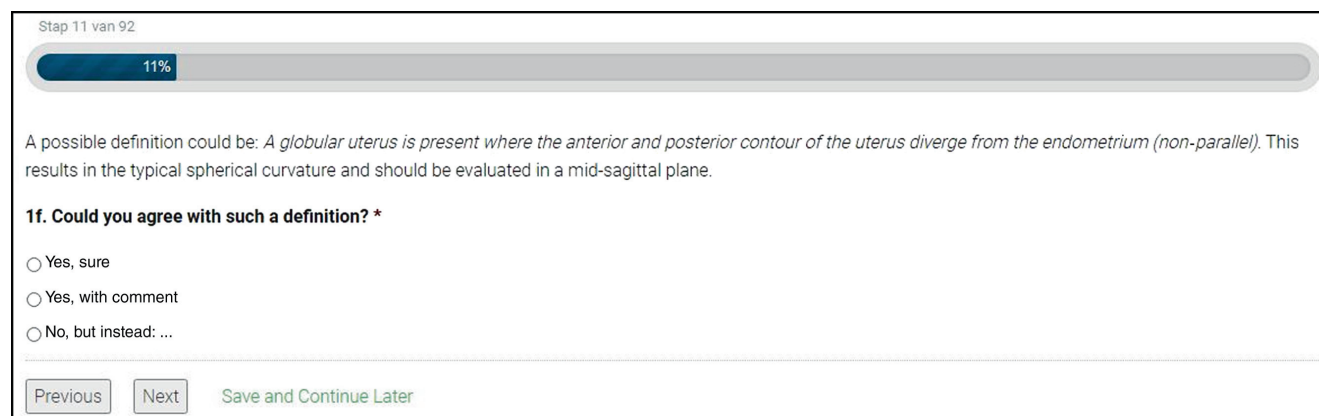 Stap 11 van 92
11%
A possible definition could be: A globular uterus is present where the anterior and posterior contour of the uterus diverge from the endometrium (non-parallel). This
results in the typical spherical curvature and should be evaluated in a mid-sagittal plane.
1f. Could you agree with such a definition? *
Yes, sure
Yes, with comment
No, but instead: ...
Previous Next Save and Continue Later